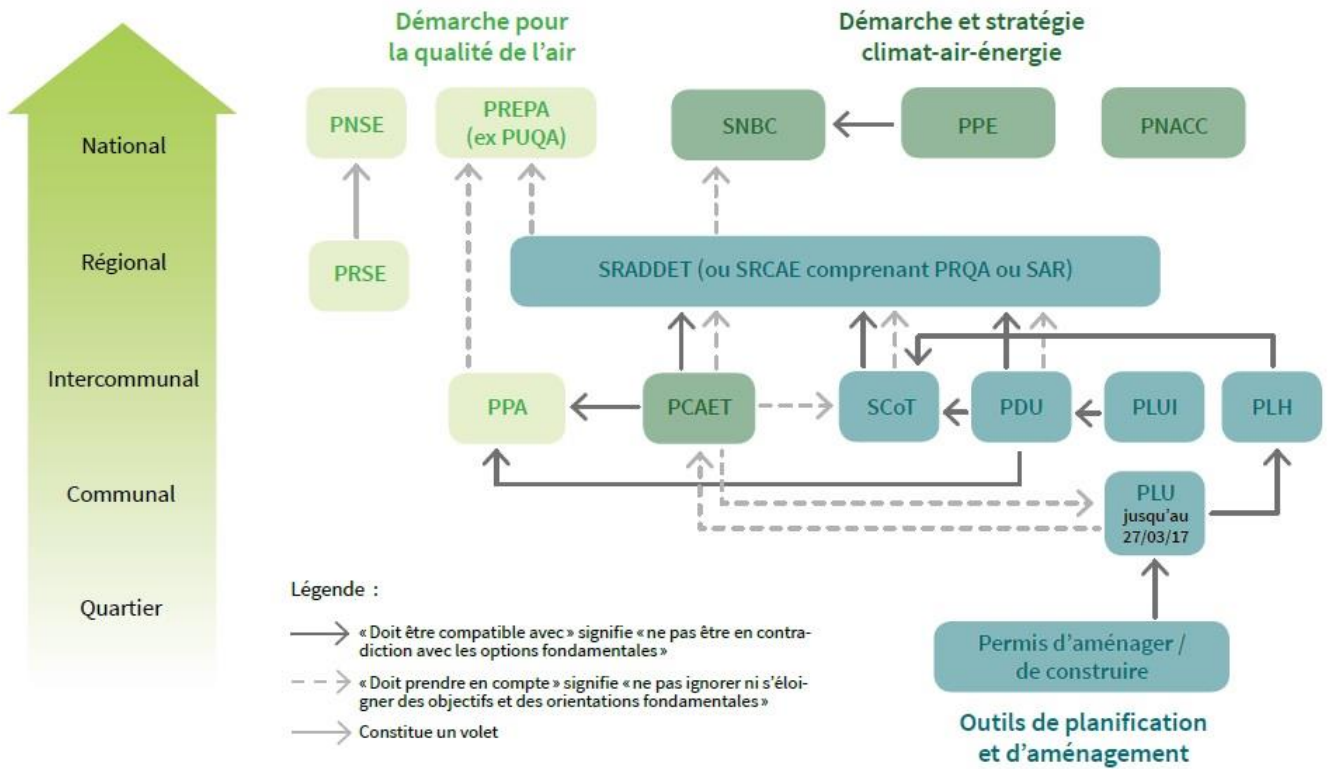 Démarche pour
la qualité de l’air
Démarche et stratégie
climat-air-énergie
National
PNSE
PREPA
(ex PUQA)
SNBC
PPE
PNACC
Régional
PRSE
SRADDET (ou SRCAE comprenant PRQA ou SAR)
Intercommunal
PPA
PCAET
SCoT
PDU
PLUI
PLH
Communal
PLU
jusqu’au
27/03/17
Quartier
Légende :
« Doit être compatible avec » signifie « ne pas être en contra-
diction avec les options fondamentales »
« Doit prendre en compte » signifie « ne pas ignorer ni s’éloi-
gner des objectifs et des orientations fondamentales »
Constitue un volet
Permis d’aménager /
de construire
Outils de planification
et d’aménagement